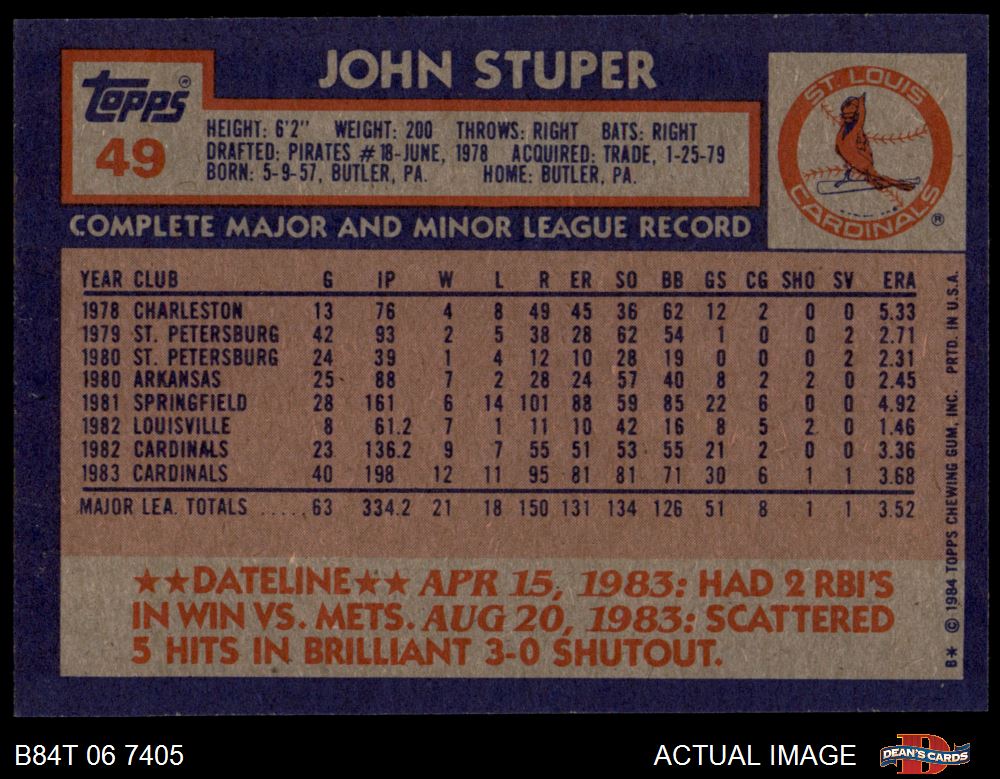 JOHN STUPER
Topps®
49
HEIGHT: 6'2" WEIGHT: 200 THROWS: RIGHT BATS: RIGHT
DRAFTED: PIRATES #18-JUNE, 1978 ACQUIRED: TRADE, 1-25-79
BORN: 5-9-57, BUTLER, PA. HOME: BUTLER, PA.
ST. LOUIS
CARDINALS ®
COMPLETE MAJOR AND MINOR LEAGUE RECORD
YEAR CLUB G IP W L R ER SO BB GS CG SHO SV ERA
1978 CHARLESTON 13 76 4 8 49 45 36 62 12 2 0 0 5.33
1979 ST. PETERSBURG 42 93 2 5 38 28 62 54 1 0 0 2 2.71
1980 ST. PETERSBURG 24 39 1 4 12 10 28 19 0 0 0 2 2.31
1980 ARKANSAS 25 88 7 2 28 24 57 40 8 2 2 0 2.45
1981 SPRINGFIELD 28 161 6 14 101 88 59 85 22 6 0 0 4.92
1982 LOUISVILLE 8 61.2 7 1 11 10 42 16 8 5 2 0 1.46
1982 CARDINALS 23 136.2 9 7 55 51 53 55 21 2 0 0 3.36
1983 CARDINALS 40 198 12 11 95 81 81 71 30 6 1 1 3.68
MAJOR LEA. TOTALS ..... 63 334.2 21 18 150 131 134 126 51 8 1 1 3.52
★★DATELINE★★ APR 15, 1983: HAD 2 RBI'S
IN WIN VS. METS. AUG 20, 1983: SCATTERED
5 HITS IN BRILLIANT 3-0 SHUTOUT.
B* © 1984 TOPPS CHEWING GUM, INC. PRTD. IN U.S.A.
B84T 06 7405
ACTUAL IMAGE
DEAN'S CARDS